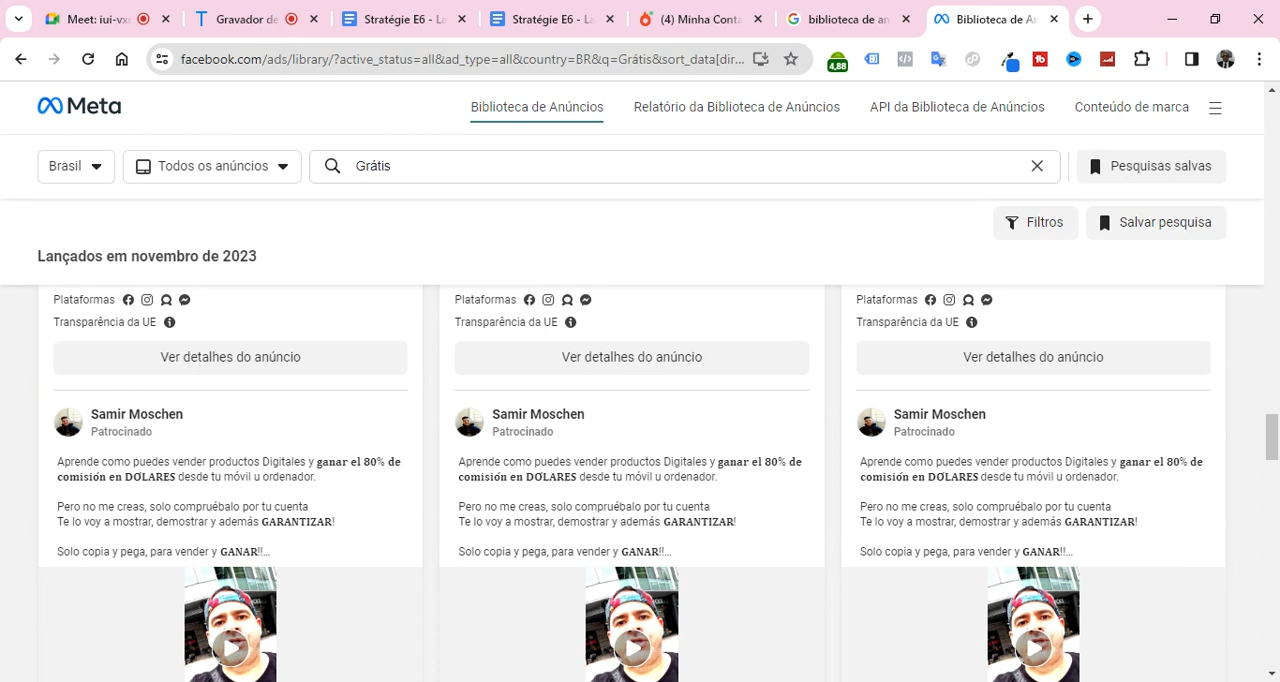 Meet: iui-vx
Gravador de
Stratégie E6 - La
Stratégie E6 - La
(4) Minha Conta
biblioteca de an
Biblioteca de An
facebook.com/ads/library/?active_status=all&ad_type=all&country=BR&q=Grátis&sort_data[dir...
4,88
Meta
Biblioteca de Anúncios
Relatório da Biblioteca de Anúncios
API da Biblioteca de Anúncios
Conteúdo de marca
Brasil
Todos os anúncios
Grátis
Pesquisas salvas
Filtros
Salvar pesquisa
Lançados em novembro de 2023
Plataformas
Transparência da UE
Ver detalhes do anúncio
Samir Moschen
Patrocinado
Aprende como puedes vender productos Digitales y ganar el 80% de
comisión en DÓLARES desde tu móvil u ordenador.
Pero no me creas, solo compruébalo por tu cuenta
Te lo voy a mostrar, demostrar y además GARANTIZAR!
Solo copia y pega, para vender y GANAR!!...
Plataformas
Transparência da UE
Ver detalhes do anúncio
Samir Moschen
Patrocinado
Aprende como puedes vender productos Digitales y ganar el 80% de
comisión en DÓLARES desde tu móvil u ordenador.
Pero no me creas, solo compruébalo por tu cuenta
Te lo voy a mostrar, demostrar y además GARANTIZAR!
Solo copia y pega, para vender y GANAR!!...
Plataformas
Transparência da UE
Ver detalhes do anúncio
Samir Moschen
Patrocinado
Aprende como puedes vender productos Digitales y ganar el 80% de
comisión en DÓLARES desde tu móvil u ordenador.
Pero no me creas, solo compruébalo por tu cuenta
Te lo voy a mostrar, demostrar y además GARANTIZAR!
Solo copia y pega, para vender y GANAR!!...